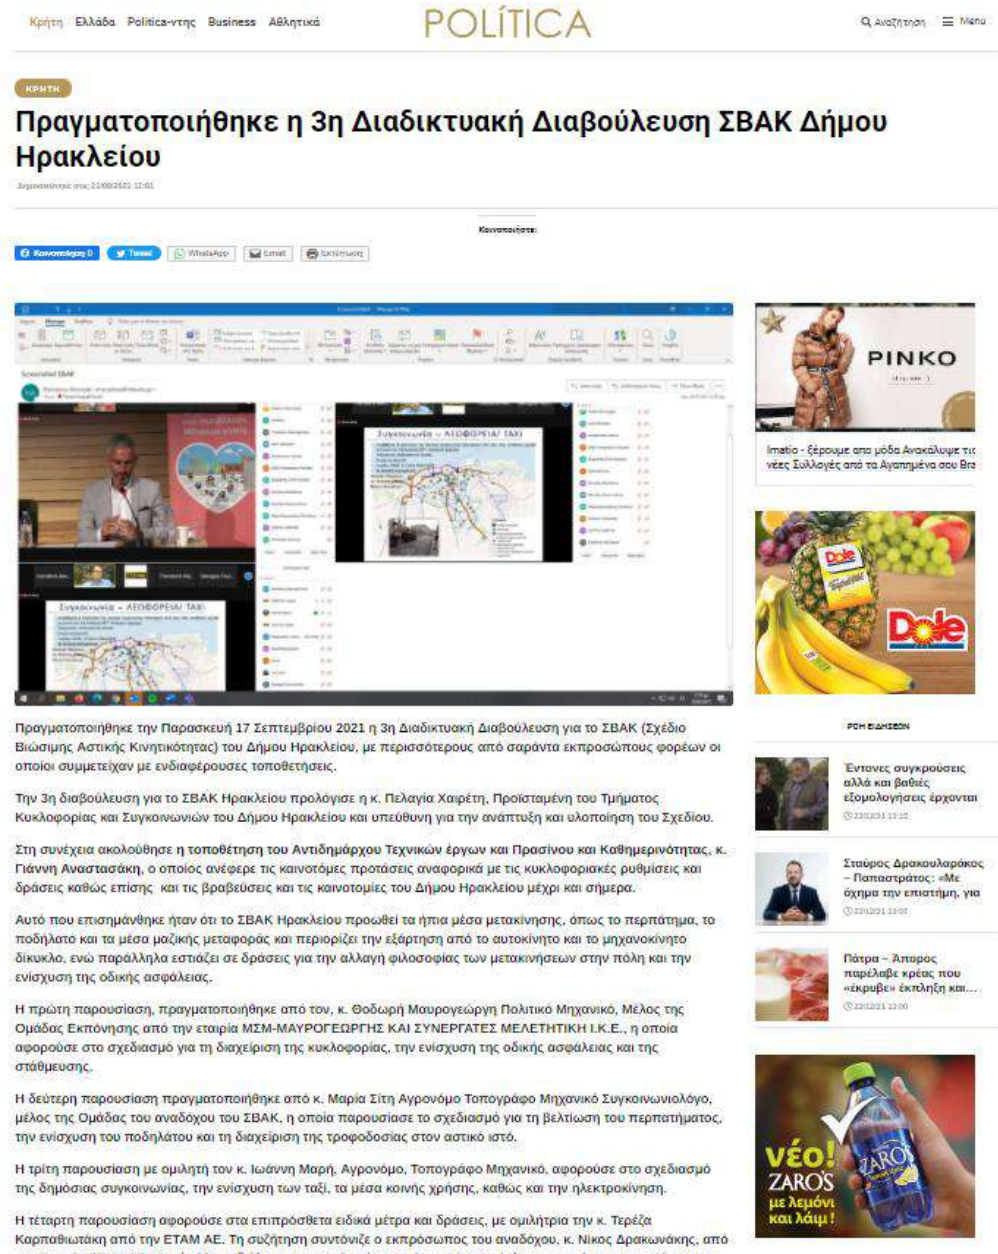 Κρήτη Ελλάδα Politica-ντης Business Αθλητικά
POLÍTICA
Αναζήτηση Menu
ΚΡΗΤΗ
Πραγματοποιήθηκε η 3η Διαδικτυακή Διαβούλευση ΣΒΑΚ Δήμου
Ηρακλείου
Κοινοποιήστε:
Κοινοποίηση 0 Tweet WhatsApp Email Εκτύπωση
Συγκοινωνία – ΛΕΩΦΟΡΕΙΑ/ ΤΑΧΙ
Συγκοινωνία – ΛΕΩΦΟΡΕΙΑ/ ΤΑΧΙ
Πραγματοποιήθηκε την Παρασκευή 17 Σεπτεμβρίου 2021 η 3η Διαδικτυακή Διαβούλευση για το ΣΒΑΚ (Σχέδιο
Βιώσιμης Αστικής Κινητικότητας) του Δήμου Ηρακλείου, με περισσότερους από σαράντα εκπροσώπους φορέων οι
οποίοι συμμετείχαν με ενδιαφέρουσες τοποθετήσεις.
Την 3η διαβούλευση για το ΣΒΑΚ Ηρακλείου προλόγισε η κ. Πελαγία Χαιρέτη, Προϊσταμένη του Τμήματος
Κυκλοφορίας και Συγκοινωνιών του Δήμου Ηρακλείου και υπεύθυνη για την ανάπτυξη και υλοποίηση του Σχεδίου.
Στη συνέχεια ακολούθησε η τοποθέτηση του Αντιδημάρχου Τεχνικών έργων και Πρασίνου και Καθημερινότητας, κ.
Γιάννη Αναστασάκη, ο οποίος ανέφερε τις καινοτόμες προτάσεις αναφορικά με τις κυκλοφοριακές ρυθμίσεις και
δράσεις καθώς επίσης και τις βραβεύσεις και τις καινοτομίες του Δήμου Ηρακλείου μέχρι και σήμερα.
Αυτό που επισημάνθηκε ήταν ότι το ΣΒΑΚ Ηρακλείου προωθεί τα ήπια μέσα μετακίνησης, όπως το περπάτημα, το
ποδήλατο και τα μέσα μαζικής μεταφοράς και περιορίζει την εξάρτηση από το αυτοκίνητο και το μηχανοκίνητο
δίκυκλο, ενώ παράλληλα εστιάζει σε δράσεις για την αλλαγή φιλοσοφίας των μετακινήσεων στην πόλη και την
ενίσχυση της οδικής ασφάλειας.
Η πρώτη παρουσίαση, πραγματοποιήθηκε από τον, κ. Θοδωρή Μαυρογεώργη Πολιτικό Μηχανικό, Μέλος της
Ομάδας Εκπόνησης από την εταιρία ΜΣΜ-ΜΑΥΡΟΓΕΩΡΓΗΣ ΚΑΙ ΣΥΝΕΡΓΑΤΕΣ ΜΕΛΕΤΗΤΙΚΗ Ι.Κ.Ε., η οποία
αφορούσε στο σχεδιασμό για τη διαχείριση της κυκλοφορίας, την ενίσχυση της οδικής ασφάλειας και της
στάθμευσης.
Η δεύτερη παρουσίαση πραγματοποιήθηκε από κ. Μαρία Σίτη Αγρονόμο Τοπογράφο Μηχανικό Συγκοινωνιολόγο,
μέλος της Ομάδας του αναδόχου του ΣΒΑΚ, η οποία παρουσίασε το σχεδιασμό για τη βελτίωση του περπατήματος,
την ενίσχυση του ποδηλάτου και τη διαχείριση της τροφοδοσίας στον αστικό ιστό.
Η τρίτη παρουσίαση με ομιλητή τον κ. Ιωάννη Μαρή, Αγρονόμο, Τοπογράφο Μηχανικό, αφορούσε στο σχεδιασμό
της δημόσιας συγκοινωνίας, την ενίσχυση των ταξί, τα μέσα κοινής χρήσης, καθώς και την ηλεκτροκίνηση.
Η τέταρτη παρουσίαση αφορούσε στα επιπρόσθετα ειδικά μέτρα και δράσεις, με ομιλήτρια την κ. Τερέζα
Καρπαθιωτάκη από την ΕΤΑΜ ΑΕ. Τη συζήτηση συντόνιζε ο εκπρόσωπος του αναδόχου, κ. Νίκος Δρακωνάκης, από
PINKO
Imatio - ξέρουμε απο μόδα Ανακάλυψε τις
νέες Συλλογές από τα Αγαπημένα σου Bra
Dole
Dole
ΡΟΗ ΕΙΔΗΣΕΩΝ
Έντονες συγκρούσεις
αλλά και βαθιές
εξομολογήσεις έρχονται
Σταύρος Δρακουλαράκος
– Παπαστράτος: «Με
όχημα την επιστήμη, για
Πάτρα – Άπορος
παρέλαβε κρέας που
«έκρυβε» έκπληξη και...
νέο!
ZARO'S
με λεμόνι
και λάιμ!
ZARO'S